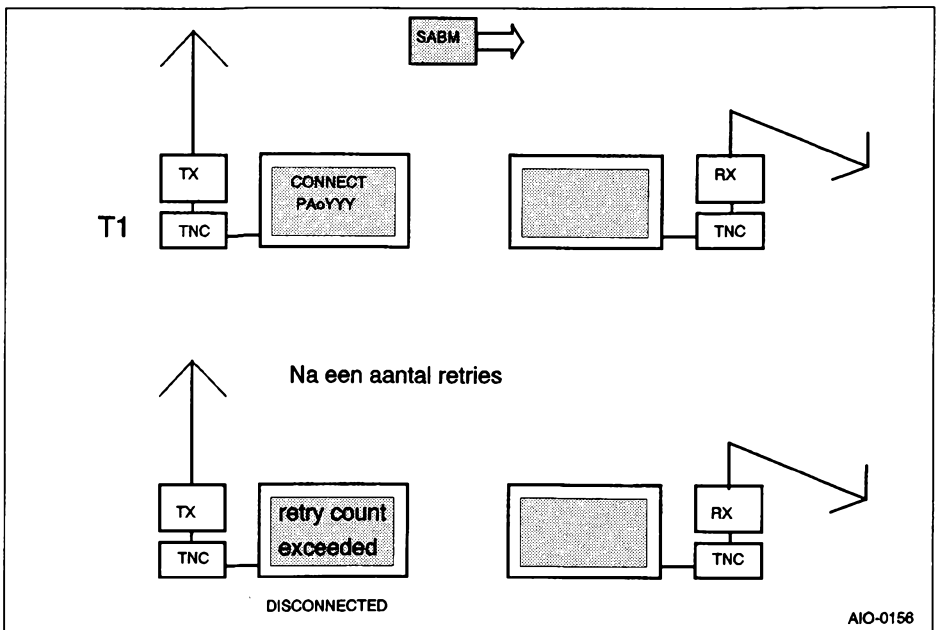 SABM
TX
CONNECT
PAoYYY
RX
T1
TNC
TNC
Na een aantal retries
TX
retry count
exceeded
RX
TNC
TNC
DISCONNECTED
AIO-0156